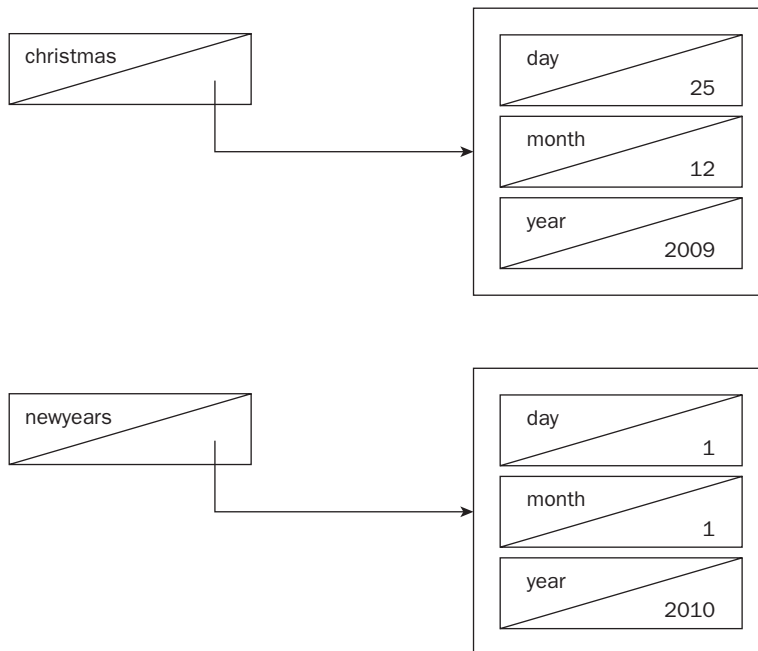 christmas
day
25
month
12
year
2009
newyears
day
1
month
1
year
2010